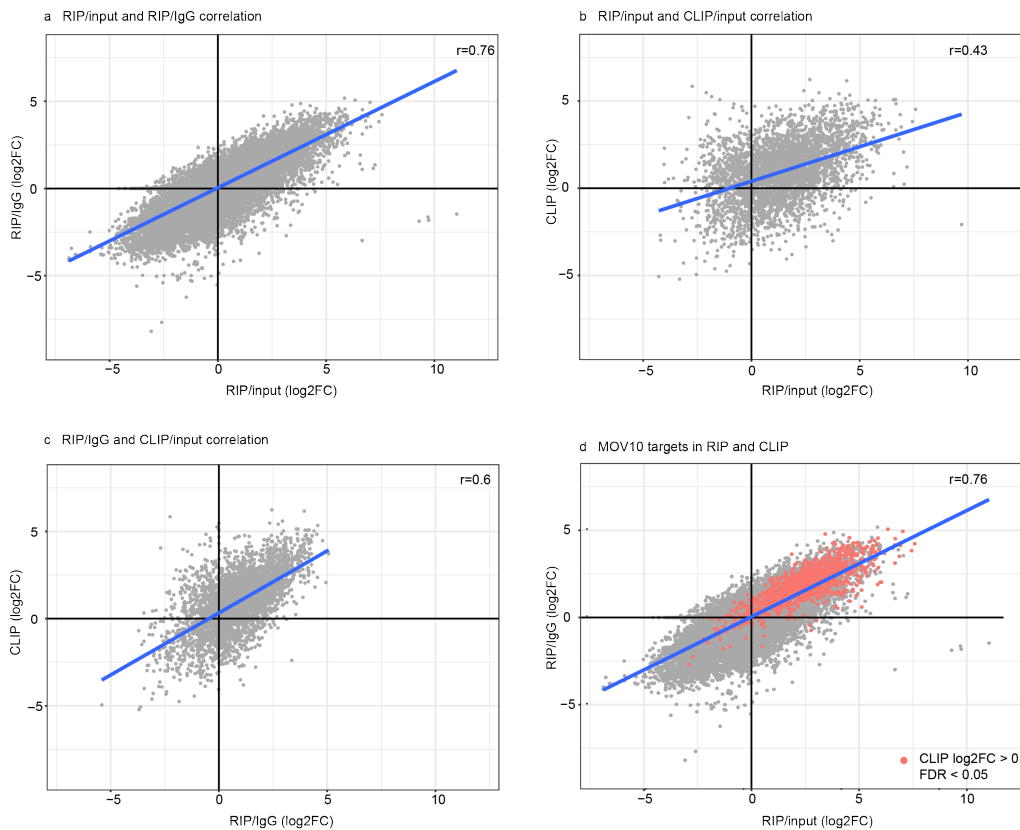 a RIP/input and RIP/IgG correlation
r=0.76
5
0
−5
RIP/IgG (log2FC)
−5
0
5
10
RIP/input (log2FC)
b RIP/input and CLIP/input correlation
r=0.43
5
0
−5
CLIP (log2FC)
−5
0
5
10
RIP/input (log2FC)
c RIP/IgG and CLIP/input correlation
r=0.6
5
0
−5
CLIP (log2FC)
−5
0
5
10
RIP/IgG (log2FC)
d MOV10 targets in RIP and CLIP
r=0.76
5
0
−5
RIP/IgG (log2FC)
CLIP log2FC > 0
FDR < 0.05
−5
0
5
10
RIP/input (log2FC)